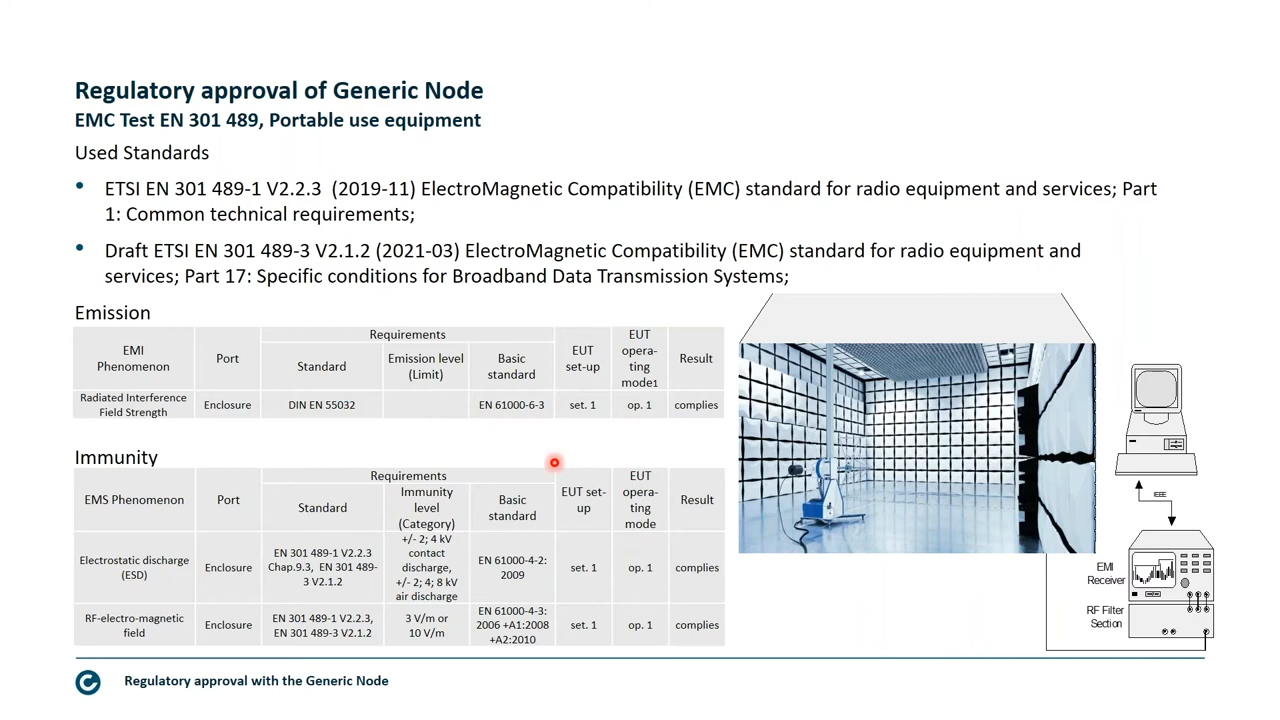 Regulatory approval of Generic Node
EMC Test EN 301 489, Portable use equipment
Used Standards
• ETSI EN 301 489-1 V2.2.3 (2019-11) ElectroMagnetic Compatibility (EMC) standard for radio equipment and services; Part
1: Common technical requirements;
• Draft ETSI EN 301 489-3 V2.1.2 (2021-03) ElectroMagnetic Compatibility (EMC) standard for radio equipment and
services; Part 17: Specific conditions for Broadband Data Transmission Systems;
Emission
EMI
Phenomenon
Port
Requirements
Standard
Emission level
(Limit)
Basic
standard
EUT
set-up
EUT
opera-
ting
mode1
Result
Radiated Interference
Field Strength
Enclosure
DIN EN 55032
EN 61000-6-3
set. 1
op. 1
complies
Immunity
EMS Phenomenon
Port
Requirements
Standard
Immunity
level
(Category)
Basic
standard
EUT set-
up
EUT
opera-
ting
mode
Result
Electrostatic discharge
(ESD)
Enclosure
EN 301 489-1 V2.2.3
Chap.9.3, EN 301 489-
3 V2.1.2
+/- 2; 4 kV
contact
discharge,
+/- 2; 4; 8 kV
air discharge
EN 61000-4-2:
2009
set. 1
op. 1
complies
RF-electro-magnetic
field
Enclosure
EN 301 489-1 V2.2.3,
EN 301 489-3 V2.1.2
3 V/m or
10 V/m
EN 61000-4-3:
2006 +A1:2008
+A2:2010
set. 1
op. 1
complies
IEEE
EMI
Receiver
RF Filter
Section
Regulatory approval with the Generic Node